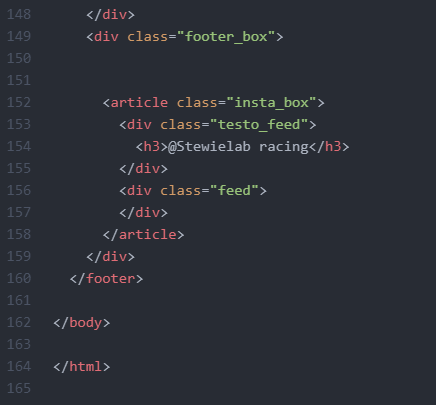 148 </div>
149 <div class="footer_box">
150
151
152 <article class="insta_box">
153 <div class="testo_feed">
154 <h3>@Stewielab racing</h3>
155 </div>
156 <div class="feed">
157 </div>
158 </article>
159 </div>
160 </footer>
161
162 </body>
163
164 </html>
165